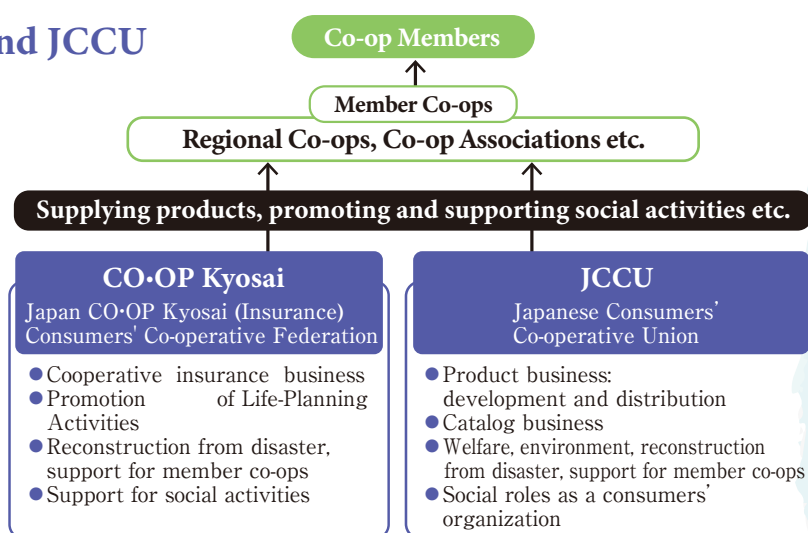 nd JCCU
Co-op Members
Member Co-ops
Regional Co-ops, Co-op Associations etc.
Supplying products, promoting and supporting social activities etc.
CO•OP Kyosai
Japan CO•OP Kyosai (Insurance)
Consumers' Co-operative Federation
●Cooperative insurance business
●Promotion of Life-Planning
Activities
●Reconstruction from disaster,
support for member co-ops
●Support for social activities
JCCU
Japanese Consumers’
Co-operative Union
●Product business:
development and distribution
●Catalog business
●Welfare, environment, reconstruction
from disaster, support for member co-ops
●Social roles as a consumers’
organization